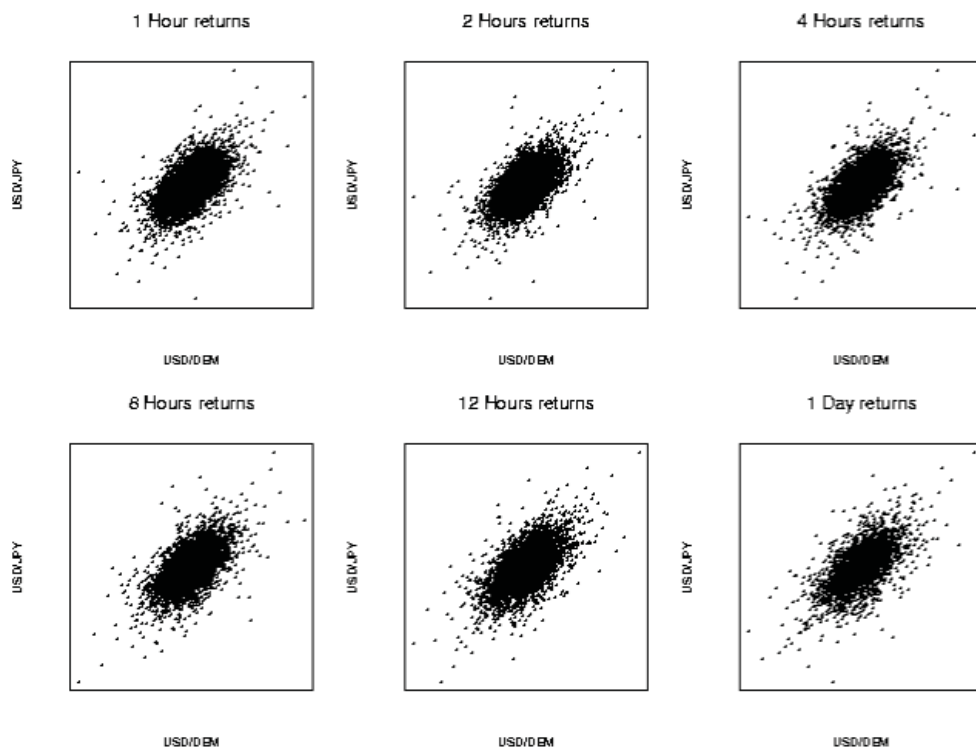 1 Hour returns
2 Hours returns
4 Hours returns
USD/JPY
USD/JPY
USD/JPY
USD/DEM
USD/DEM
USD/DEM
8 Hours returns
12 Hours returns
1 Day returns
USD/JPY
USD/JPY
USD/JPY
USD/DEM
USD/DEM
USD/DEM